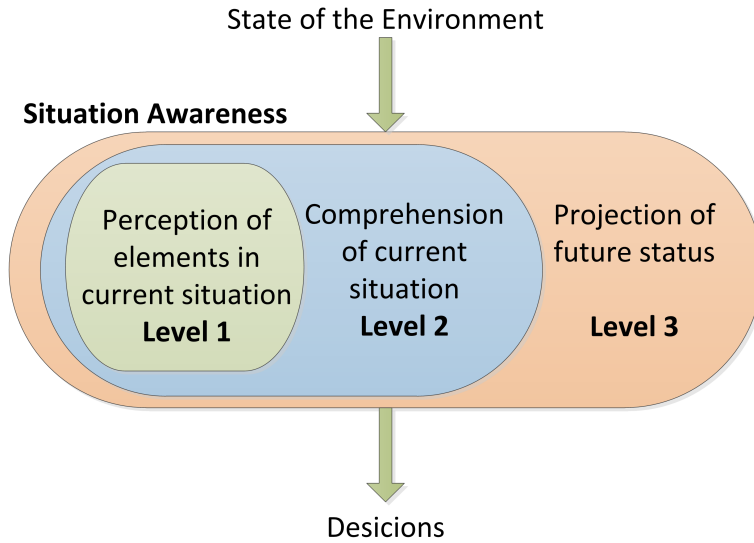 State of the Environment
Situation Awareness
Perception of
elements in
current situation
Level 1
Comprehension
of current
situation
Level 2
Projection of
future status
Level 3
Desicions